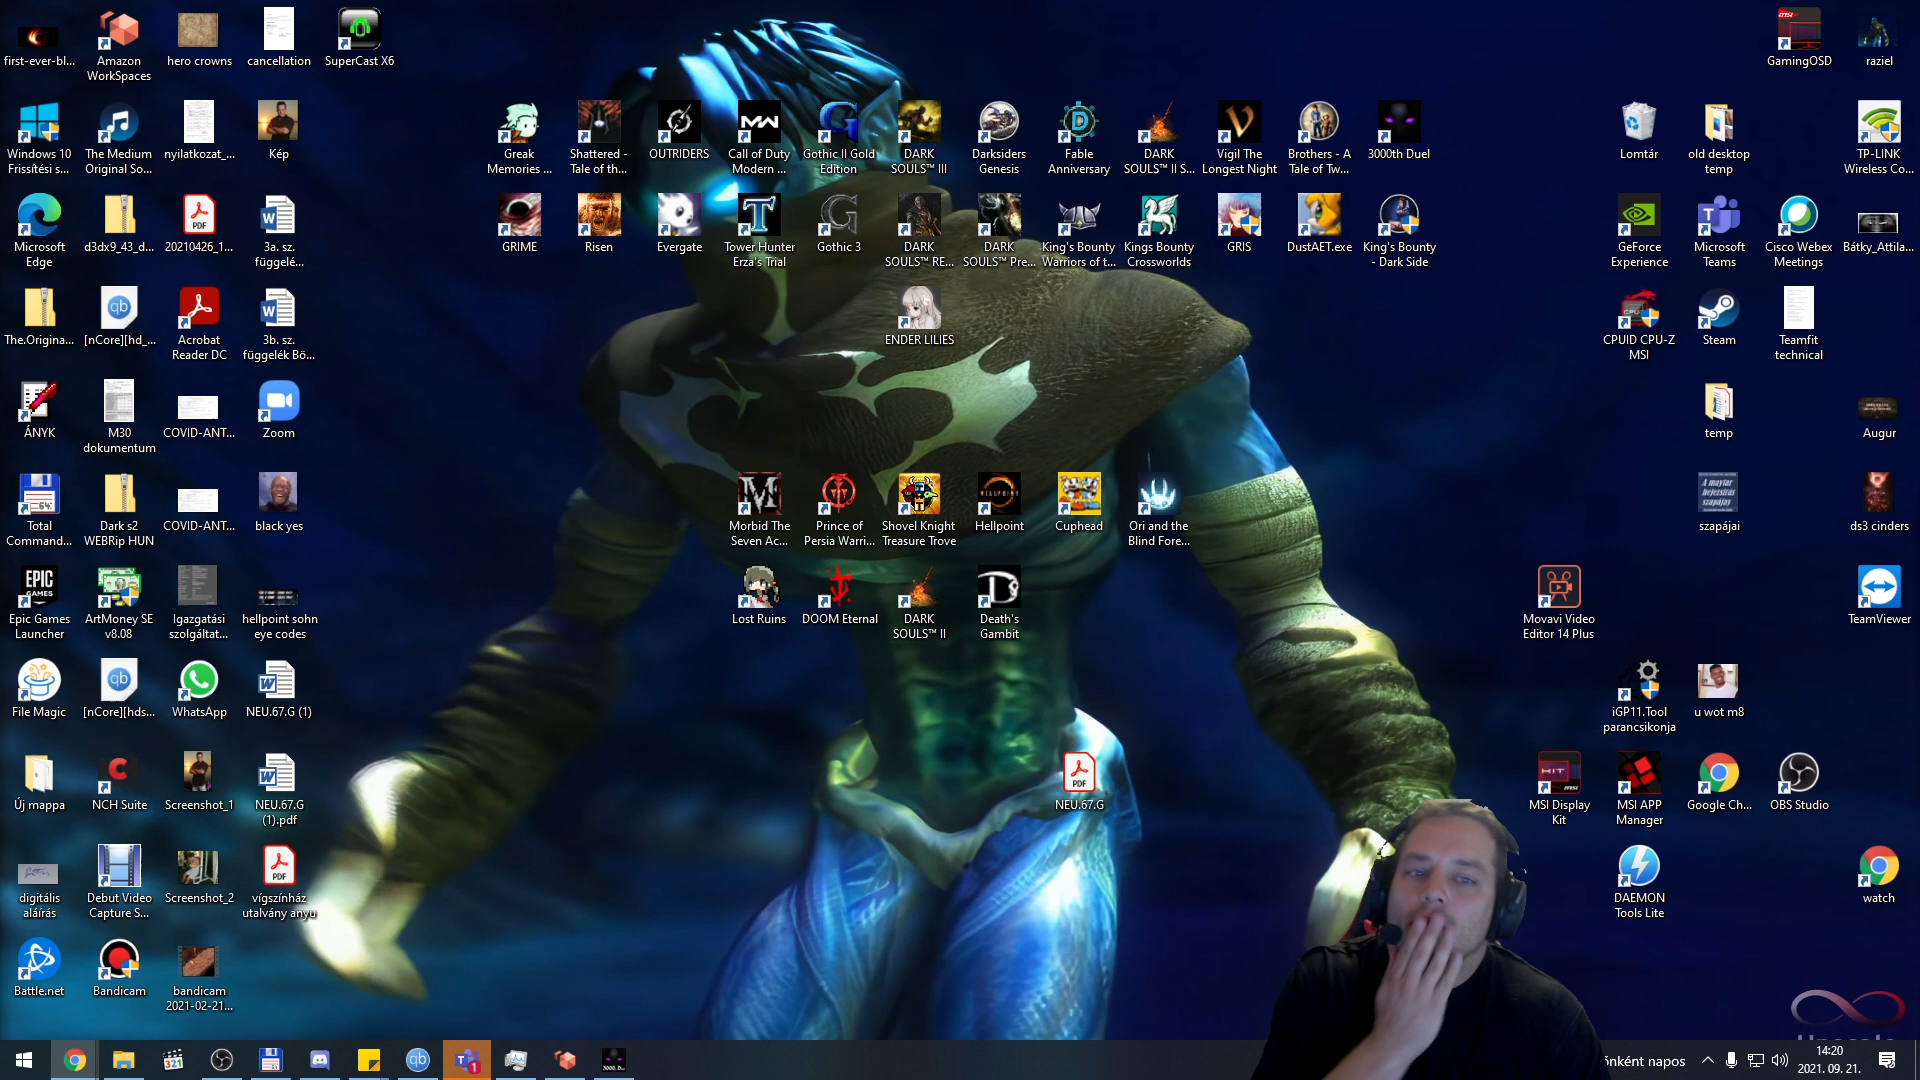 first-ever-bl...
Amazon
WorkSpaces
hero crowns
cancellation
SuperCast X6
GamingOSD
raziel
Windows 10
Frissítési s...
The Medium
Original So...
nyilatkozat_...
Kép
Greak
Memories ...
Shattered -
Tale of th...
OUTRIDERS
Call of Duty
Modern ...
Gothic II Gold
Edition
DARK
SOULS™ III
Darksiders
Genesis
Fable
Anniversary
DARK
SOULS™ II S...
Vigil The
Longest Night
Brothers - A
Tale of Tw...
3000th Duel
Lomtár
old desktop
temp
TP-LINK
Wireless Co...
Microsoft
Edge
d3dx9_43_d...
20210426_1...
3a. sz.
függelé...
GRIME
Risen
Evergate
Tower Hunter
Erza's Trial
Gothic 3
DARK
SOULS™ RE...
DARK
SOULS™ Pre...
King's Bounty
Warriors of t...
Kings Bounty
Crossworlds
GRIS
DustAET.exe
King's Bounty
- Dark Side
GeForce
Experience
Microsoft
Teams
Cisco Webex
Meetings
Bátky_Attila...
The.Origina...
[nCore][hd_...
Acrobat
Reader DC
3b. sz.
függelék Bö...
ENDER LILIES
CPUID CPU-Z
MSI
Steam
Teamfit
technical
ÁNYK
M30
dokumentum
COVID-ANT...
Zoom
temp
Augur
Total
Command...
Dark s2
WEBRip HUN
COVID-ANT...
black yes
Morbid The
Seven Ac...
Prince of
Persia Warri...
Shovel Knight
Treasure Trove
HELLPOINT
Hellpoint
Cuphead
Ori and the
Blind Fore...
A magyar
helyesírás
szapájai
ds3 cinders
EPIC
GAMES
Epic Games
Launcher
ArtMoney SE
v8.08
Igazgatási
szolgáltat...
hellpoint sohn
eye codes
Lost Ruins
DOOM Eternal
DARK
SOULS™ II
Death's
Gambit
Movavi Video
Editor 14 Plus
TeamViewer
File Magic
[nCore][hds...
WhatsApp
NEU.67.G (1)
iGP11.Tool
parancsikonja
u wot m8
Új mappa
NCH Suite
Screenshot_1
NEU.67.G
(1).pdf
PDF
NEU.67.G
MSI Display
Kit
MSI APP
Manager
Google Ch...
OBS Studio
digitális
aláírás
Debut Video
Capture S...
Screenshot_2
PDF
vígszínház
utalvány anyu
DAEMON
Tools Lite
watch
Battle.net
Bandicam
bandicam
2021-02-21...
321
1
önként napos
14:20
2021. 09. 21.